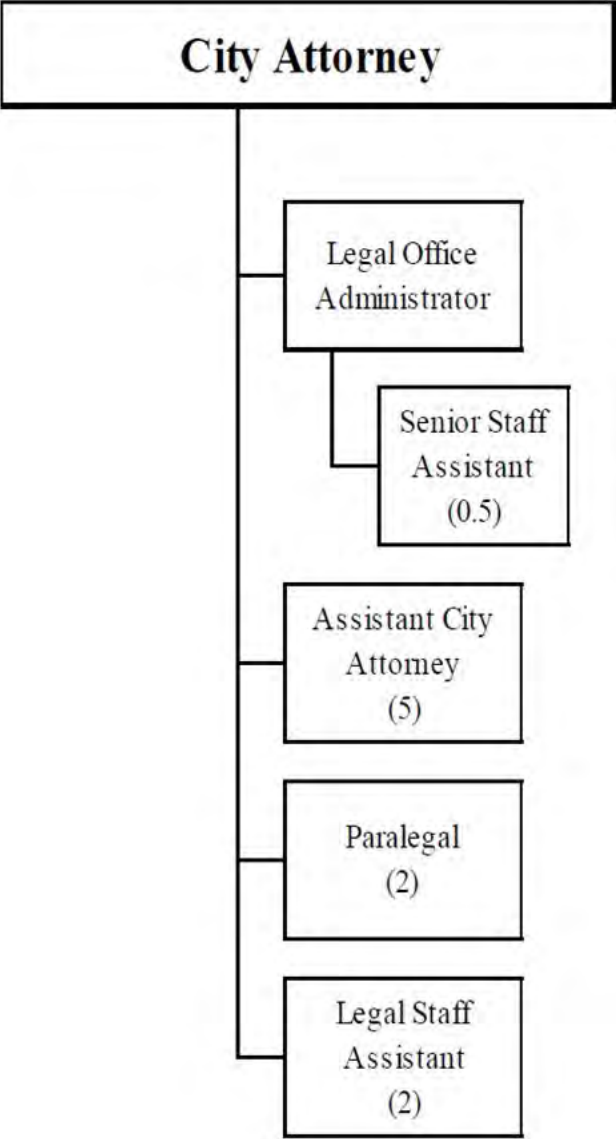 City Attorney
Legal Office
Administrator
Senior Staff
Assistant
(0.5)
Assistant City
Attorney
(5)
Paralegal
(2)
Legal Staff
Assistant
(2)